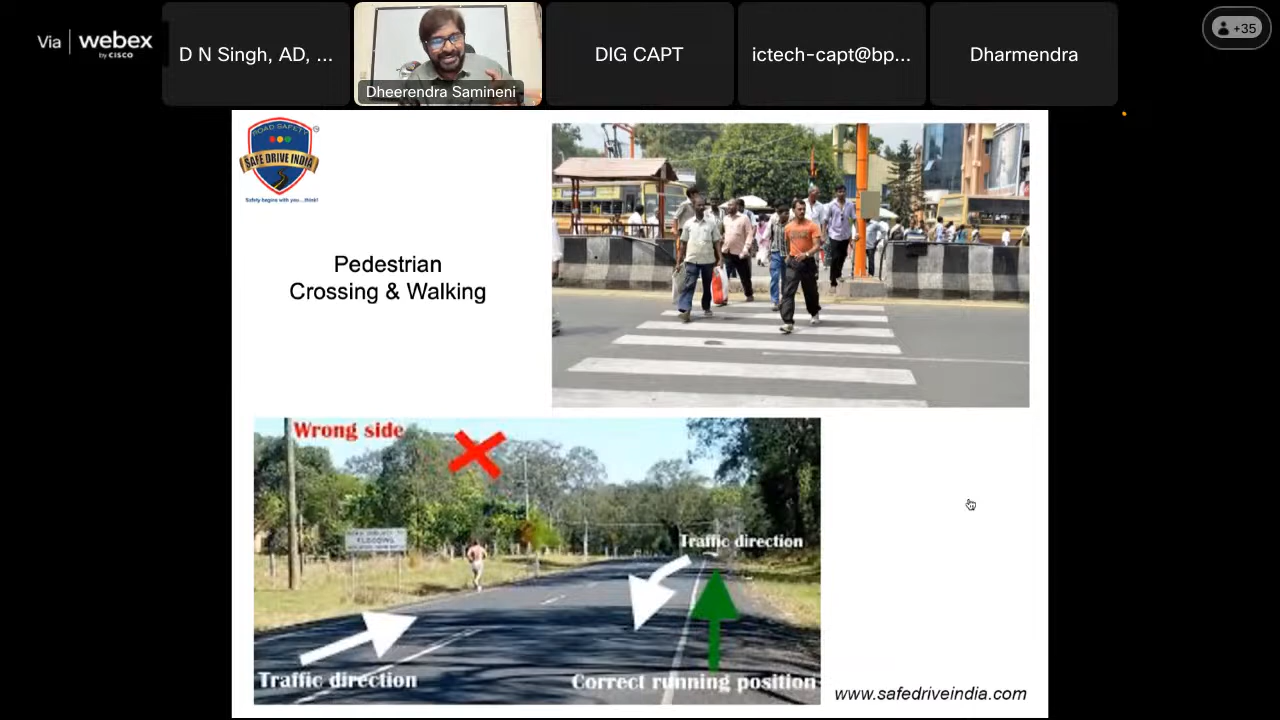 Via webex
by CISCO
D N Singh, AD, ...
Dheerendra Samineni
DIG CAPT
ictech-capt@bp...
Dharmendra
+35
ROAD SAFETY
SAFE DRIVE INDIA
Safety begins with you....think!
Pedestrian
Crossing & Walking
Wrong side
FLOODING
Traffic direction
Traffic direction
Correct running position
www.safedriveindia.com